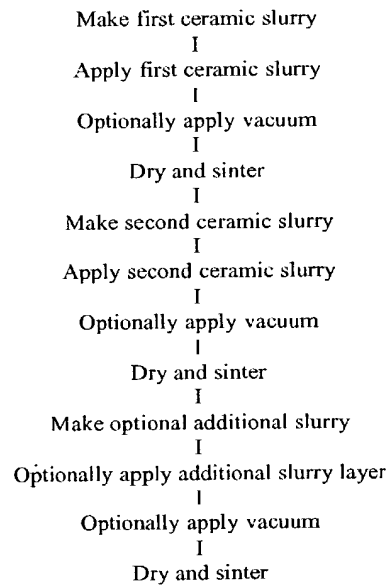 Make first ceramic slurry
Apply first ceramic slurry
Optionally apply vacuum
Dry and sinter
Make second ceramic slurry
Apply second ceramic slurry
Optionally apply vacuum
Dry and sinter
Make optional additional slurry
Optionally apply additional slurry layer
Optionally apply vacuum
Dry and sinter